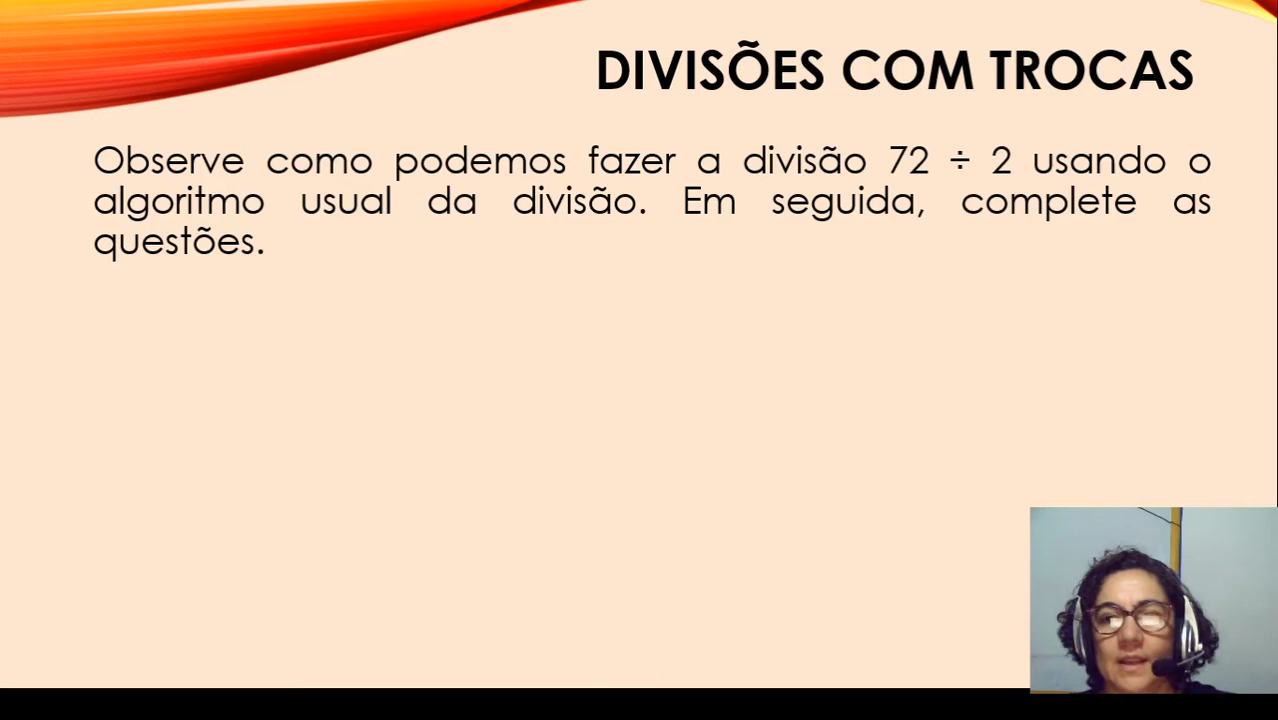 DIVISÕES COM TROCAS
Observe como podemos fazer a divisão 72 ÷ 2 usando o
algoritmo usual da divisão. Em seguida, complete as
questões.